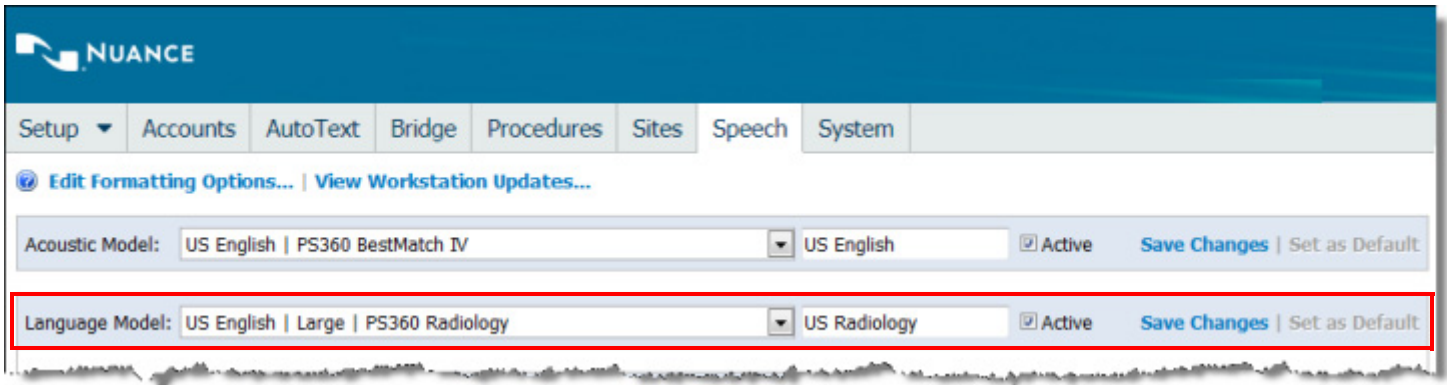 NUANCE
Setup Accounts AutoText Bridge Procedures Sites Speech System
Edit Formatting Options... | View Workstation Updates...
Acoustic Model: US English | PS360 BestMatch IV US English Active Save Changes | Set as Default
Language Model: US English | Large | PS360 Radiology US Radiology Active Save Changes | Set as Default